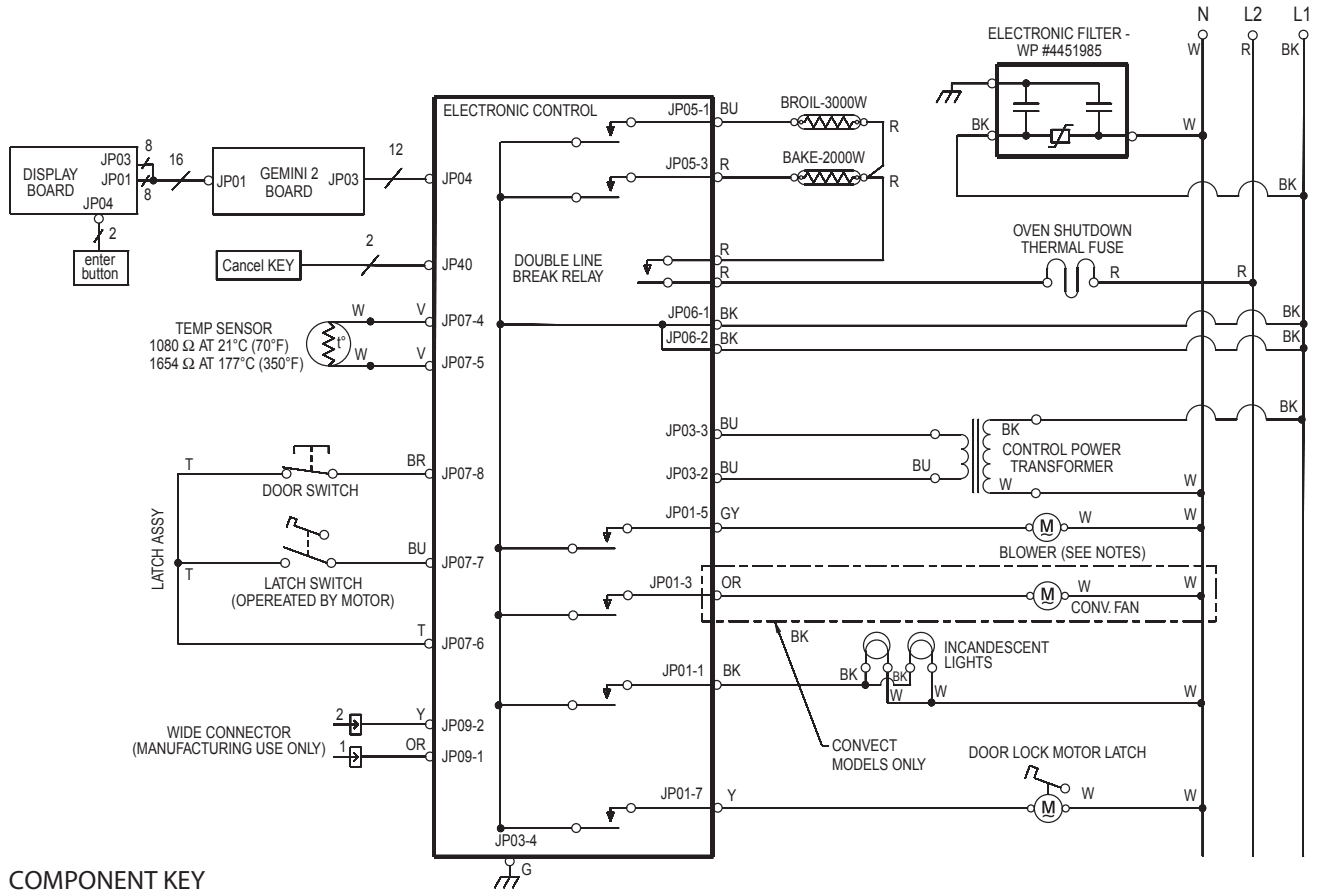 N L2 L1
ELECTRONIC FILTER -
WP #4451985
W R BK
ELECTRONIC CONTROL
JP05-1 BU
BROIL-3000W
R
BK
W
JP05-3 R
BAKE-2000W
R
BK
DISPLAY
BOARD
JP03
JP01
JP04
8
8
16
JP01
GEMINI 2
BOARD
JP03
12
JP04
2
enter
button
Cancel KEY
2
JP40
DOUBLE LINE
BREAK RELAY
R
R
OVEN SHUTDOWN
THERMAL FUSE
R
R
TEMP SENSOR
1080 Ω AT 21°C (70°F)
1654 Ω AT 177°C (350°F)
t°
W
V
JP07-4
W
V
JP07-5
JP06-1 BK
BK
JP06-2 BK
BK
BK
JP03-3 BU
BK
CONTROL POWER
TRANSFORMER
JP03-2 BU
BU
W
W
LATCH ASSY
T
BR
JP07-8
DOOR SWITCH
JP01-5 GY
M
W
W
BLOWER (SEE NOTES)
T
BU
JP07-7
LATCH SWITCH
(OPEREATED BY MOTOR)
JP01-3 OR
M
W
W
CONV. FAN
BK
T
JP07-6
INCANDESCENT
LIGHTS
JP01-1 BK
BK
BK
W
W
W
WIDE CONNECTOR
(MANUFACTURING USE ONLY)
2
Y
JP09-2
1
OR
JP09-1
CONVECT
MODELS ONLY
DOOR LOCK MOTOR LATCH
JP01-7 Y
M
W
W
JP03-4
G
COMPONENT KEY